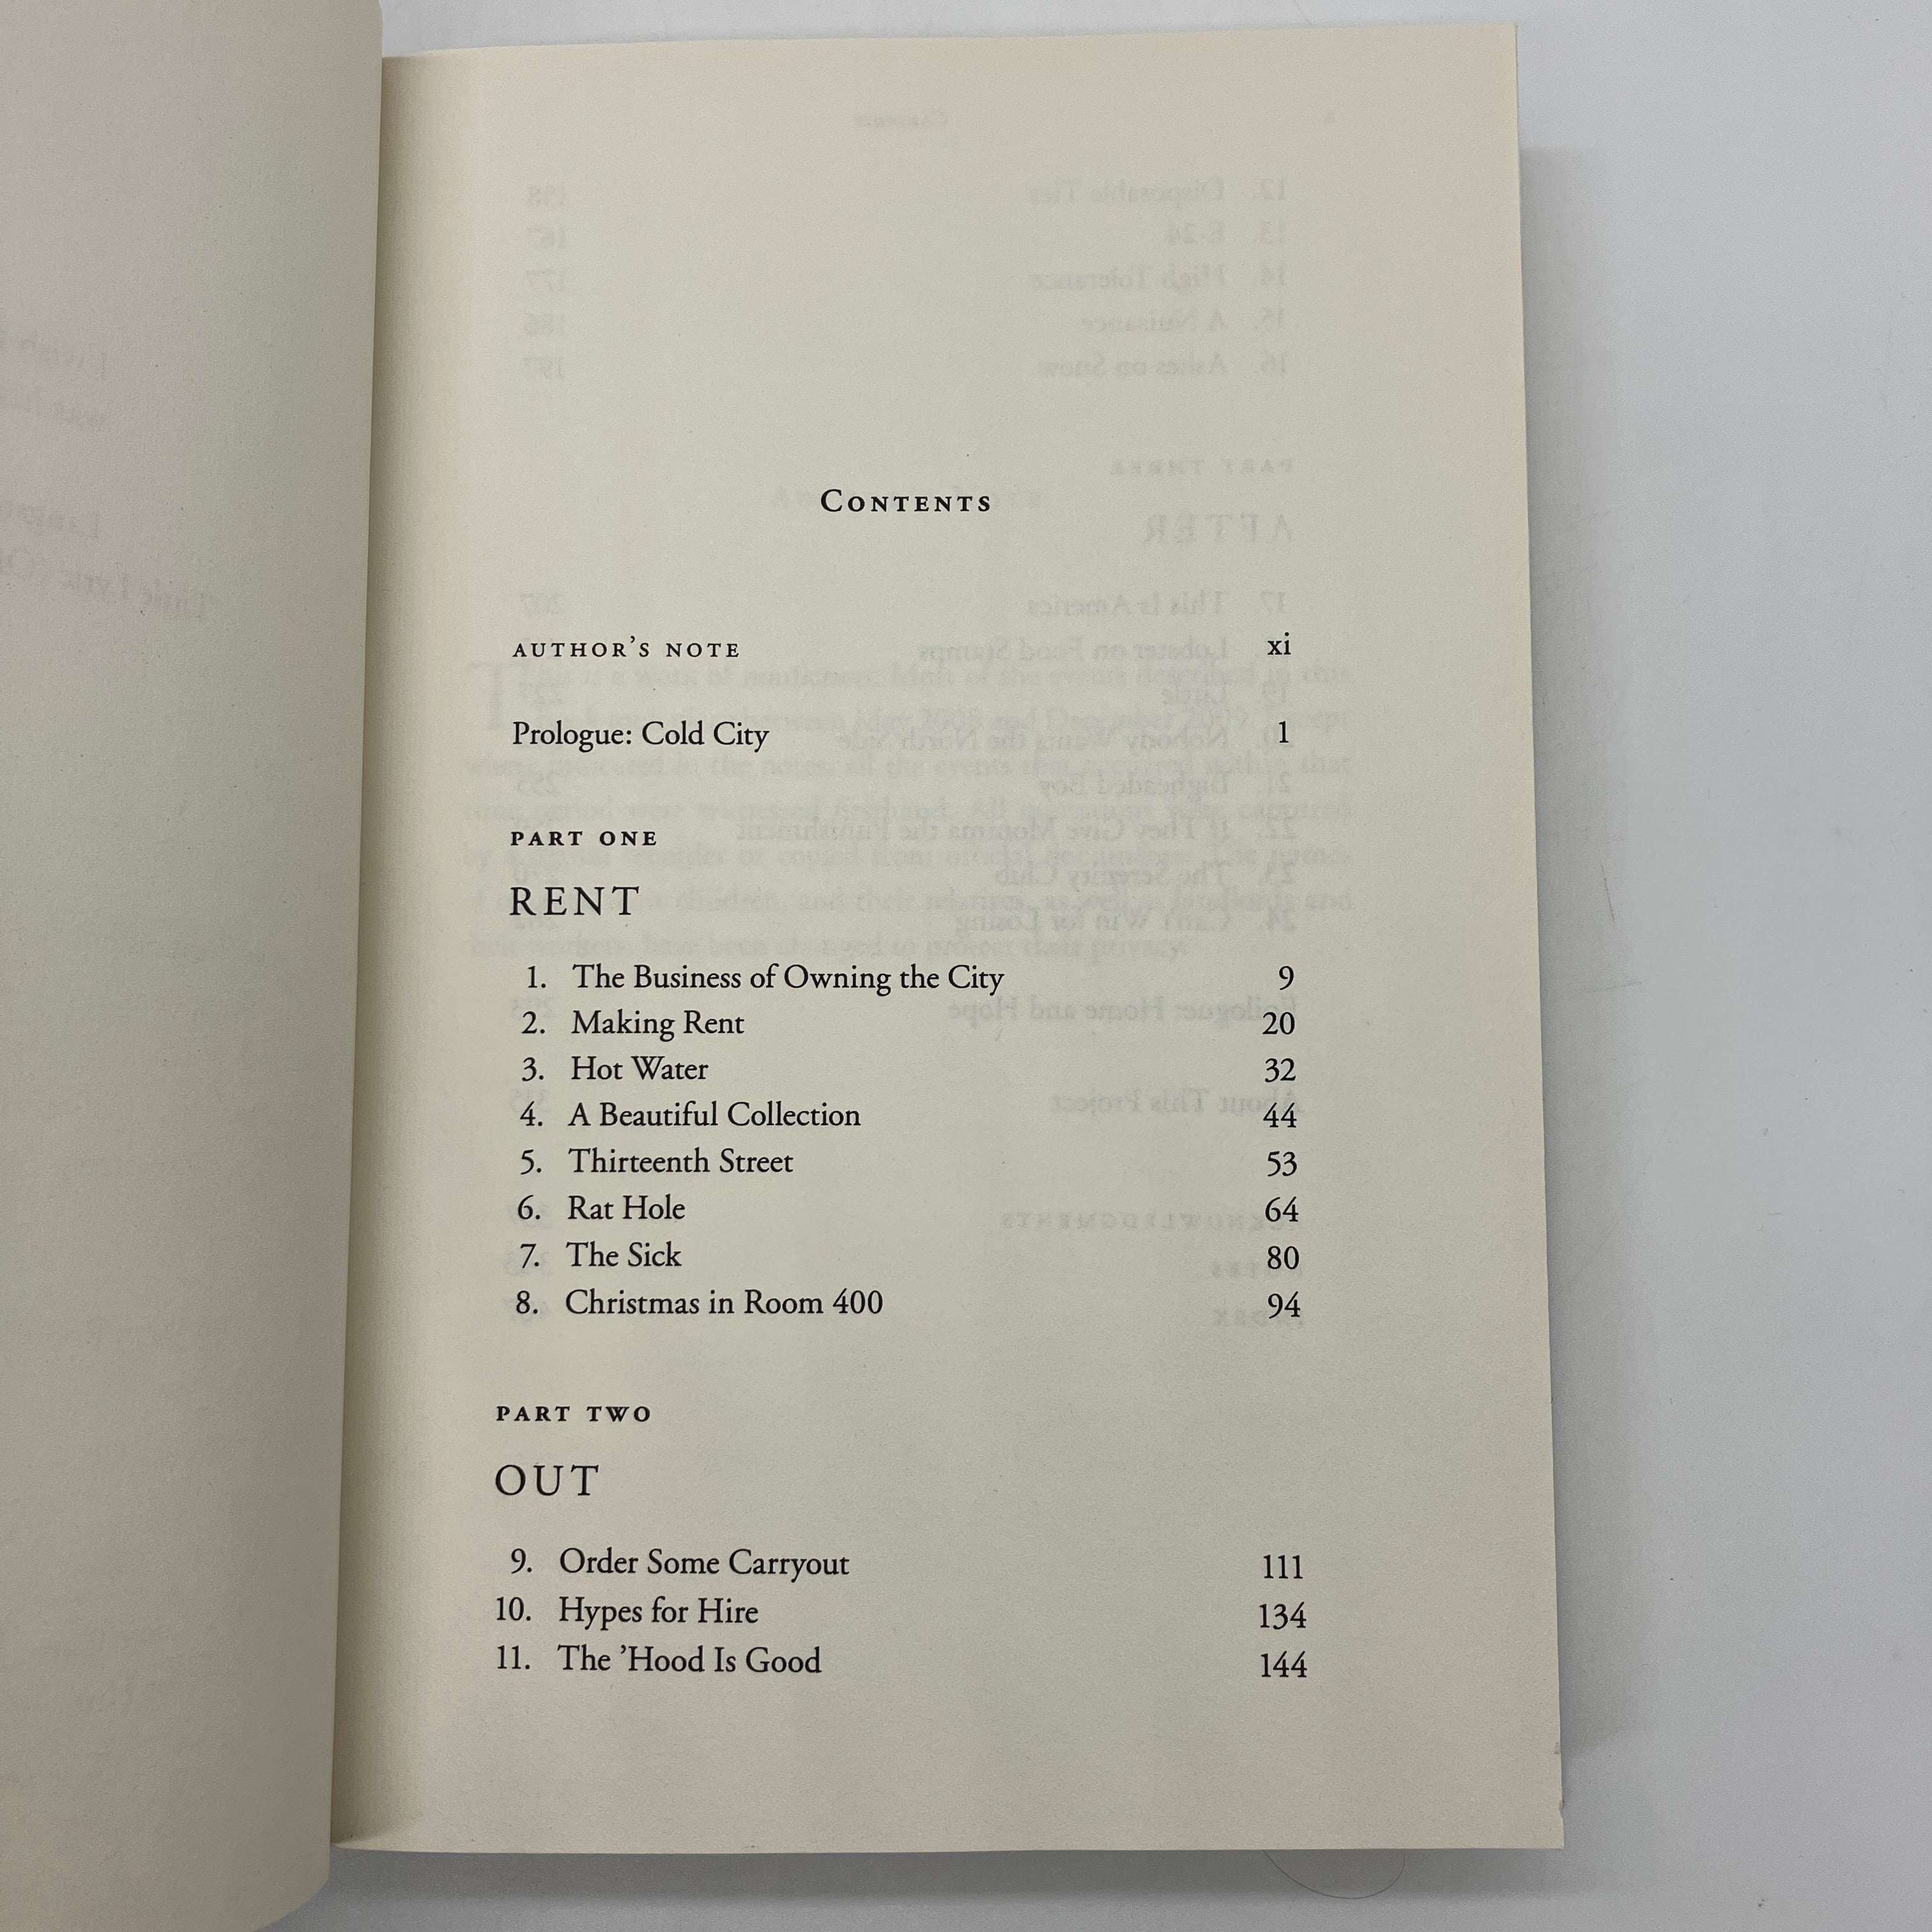 CONTENTS
AUTHOR'S NOTE xi
Prologue: Cold City 1
PART ONE
RENT
1. The Business of Owning the City 9
2. Making Rent 20
3. Hot Water 32
4. A Beautiful Collection 44
5. Thirteenth Street 53
6. Rat Hole 64
7. The Sick 80
8. Christmas in Room 400 94
PART TWO
OUT
9. Order Some Carryout 111
10. Hypes for Hire 134
11. The ’Hood Is Good 144